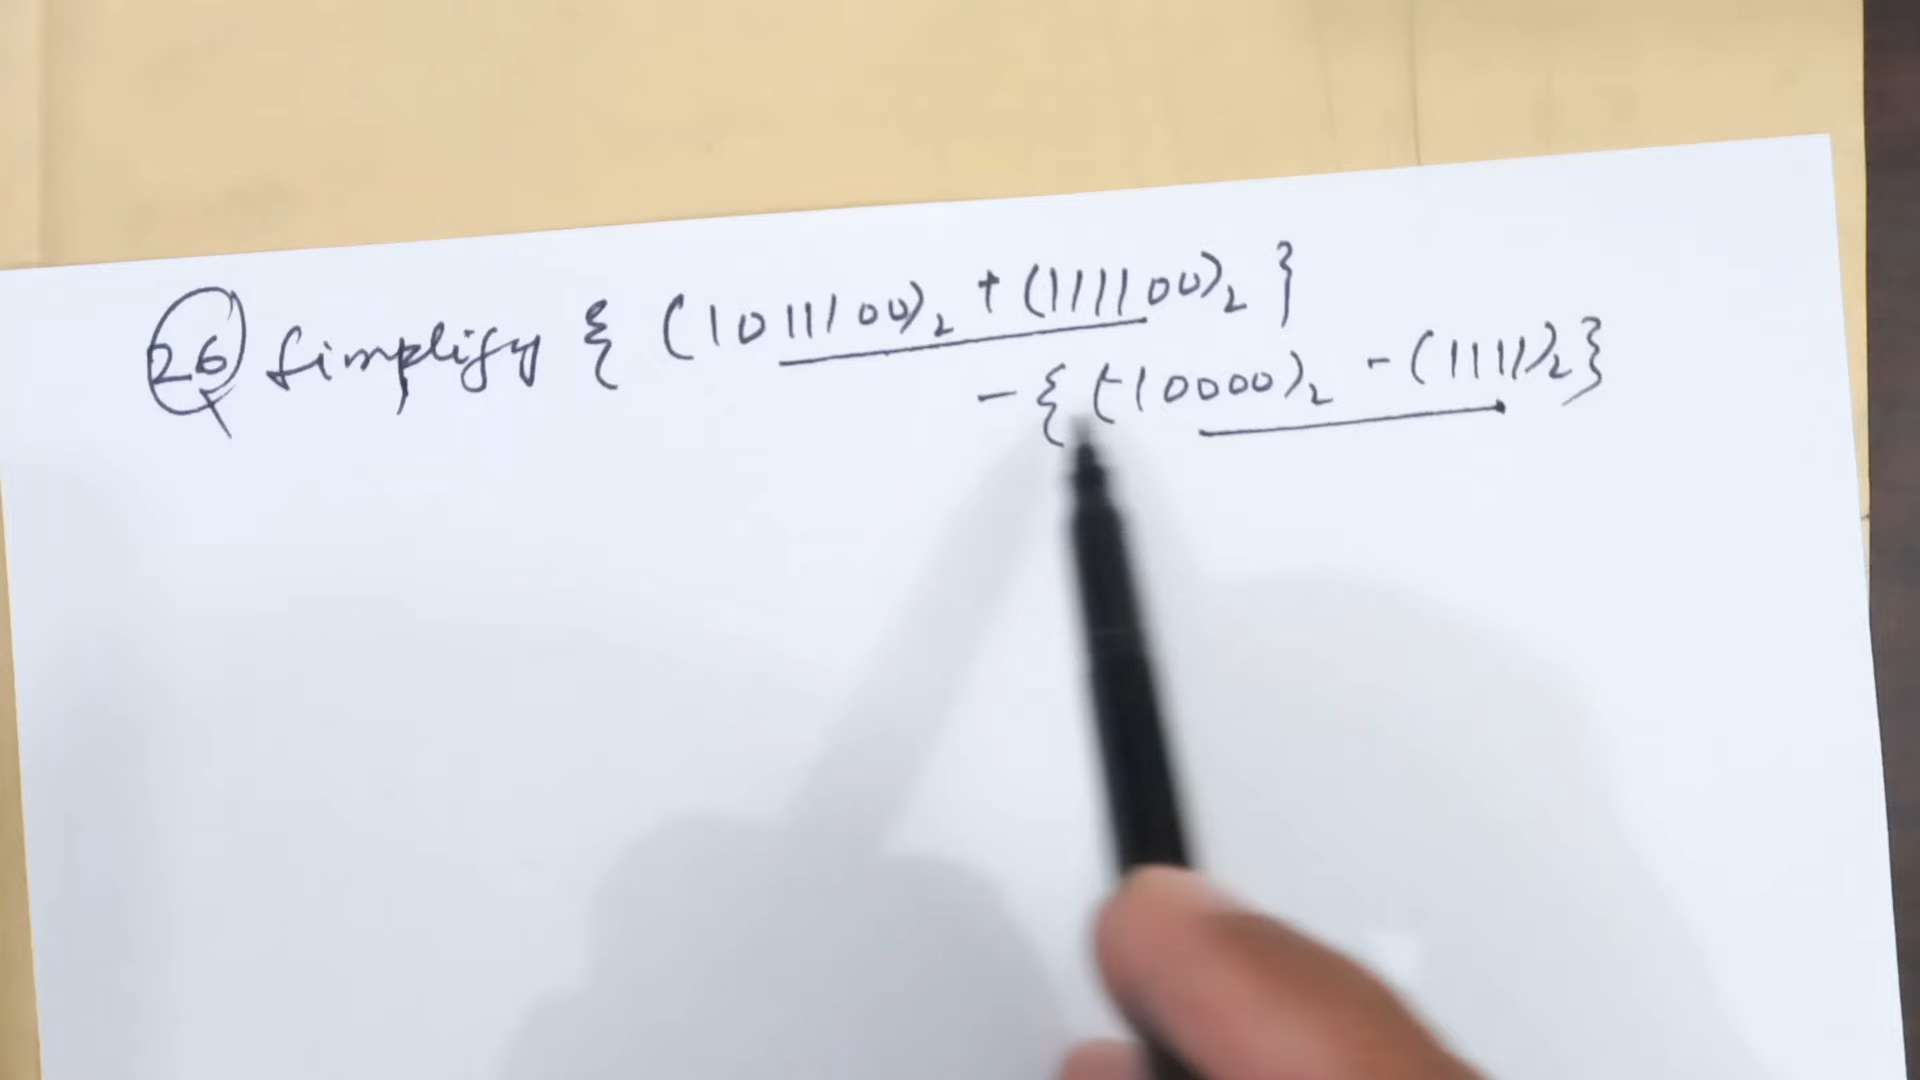 26 Simplify { (1011100)₂ + (111100)₂ }
- { (-10000)₂ - (1111)₂ }